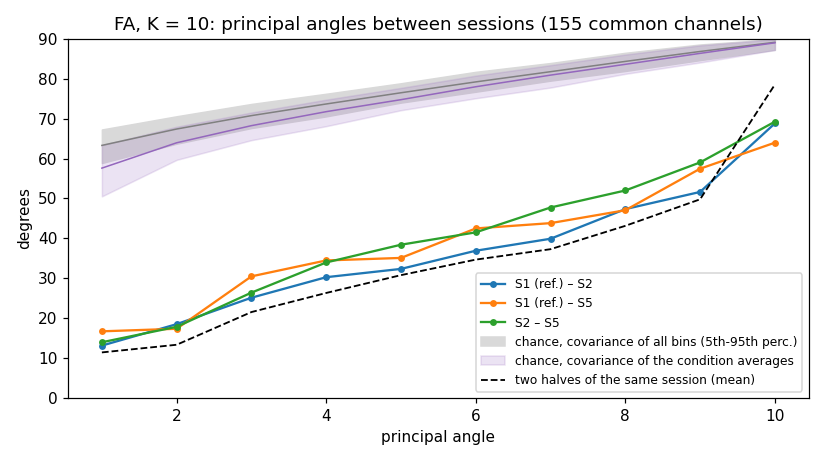 FA, K = 10: principal angles between sessions (155 common channels)
90
80
70
60
50
40
30
20
10
0
degrees
S1 (ref.) – S2
S1 (ref.) – S5
S2 – S5
chance, covariance of all bins (5th-95th perc.)
chance, covariance of the condition averages
two halves of the same session (mean)
2 4 6 8 10
principal angle